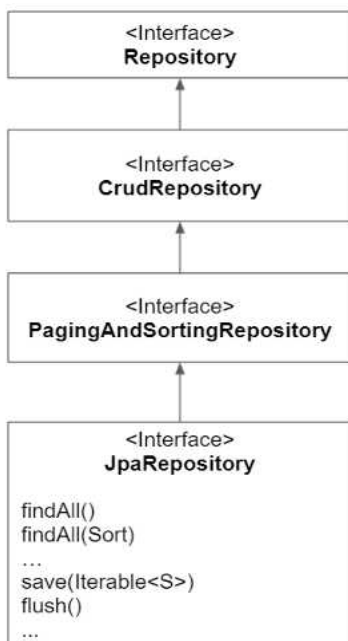 <Interface>
Repository
<Interface>
CrudRepository
<Interface>
PagingAndSortingRepository
<Interface>
JpaRepository
findAll()
findAll(Sort)
…
save(Iterable<S>)
flush()
...